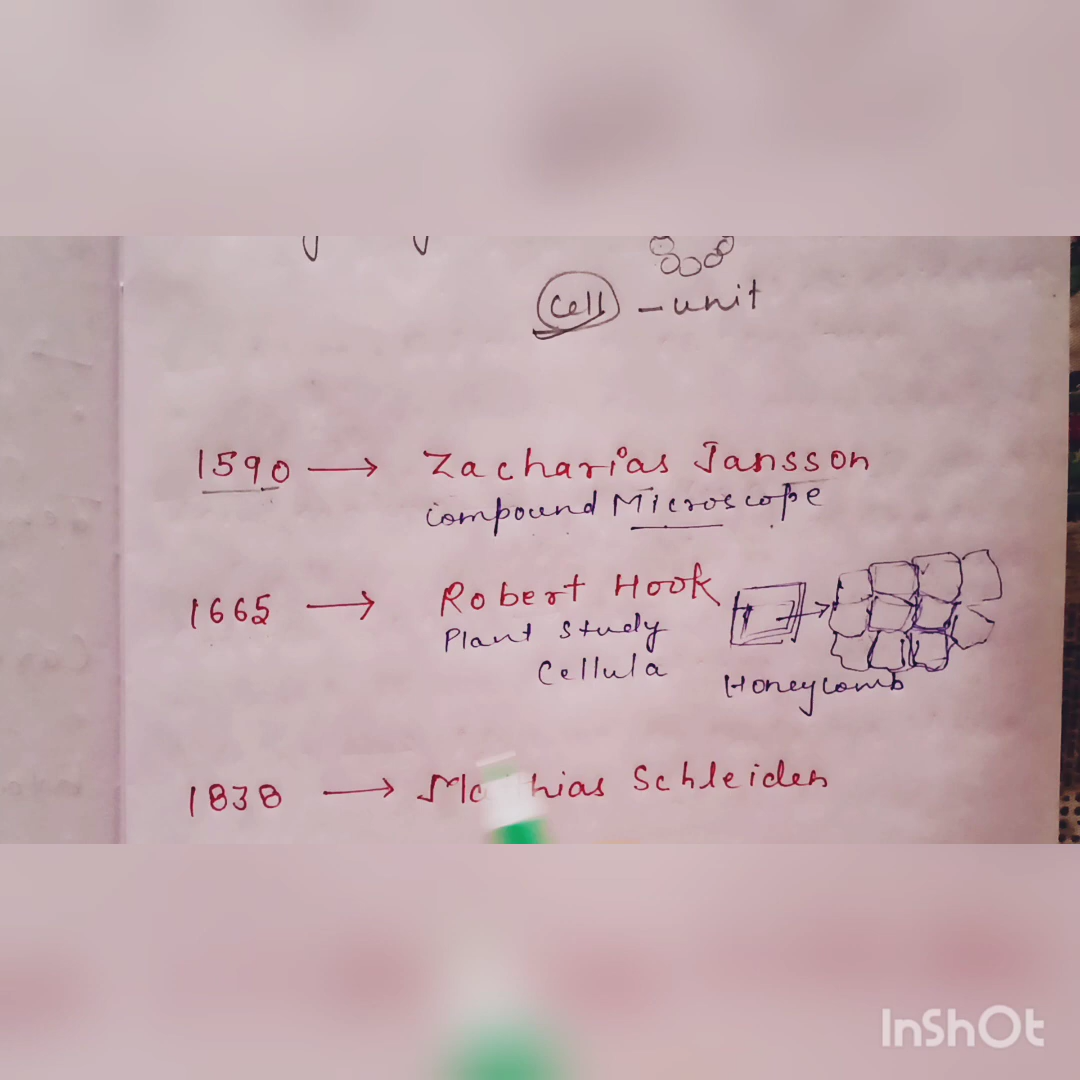 cell - unit
1590 → Zacharias Jansson
compound Microscope
1665 → Robert Hook
Plant study
Cellula
Honeycomb
1838 → Schleiden
InShOt